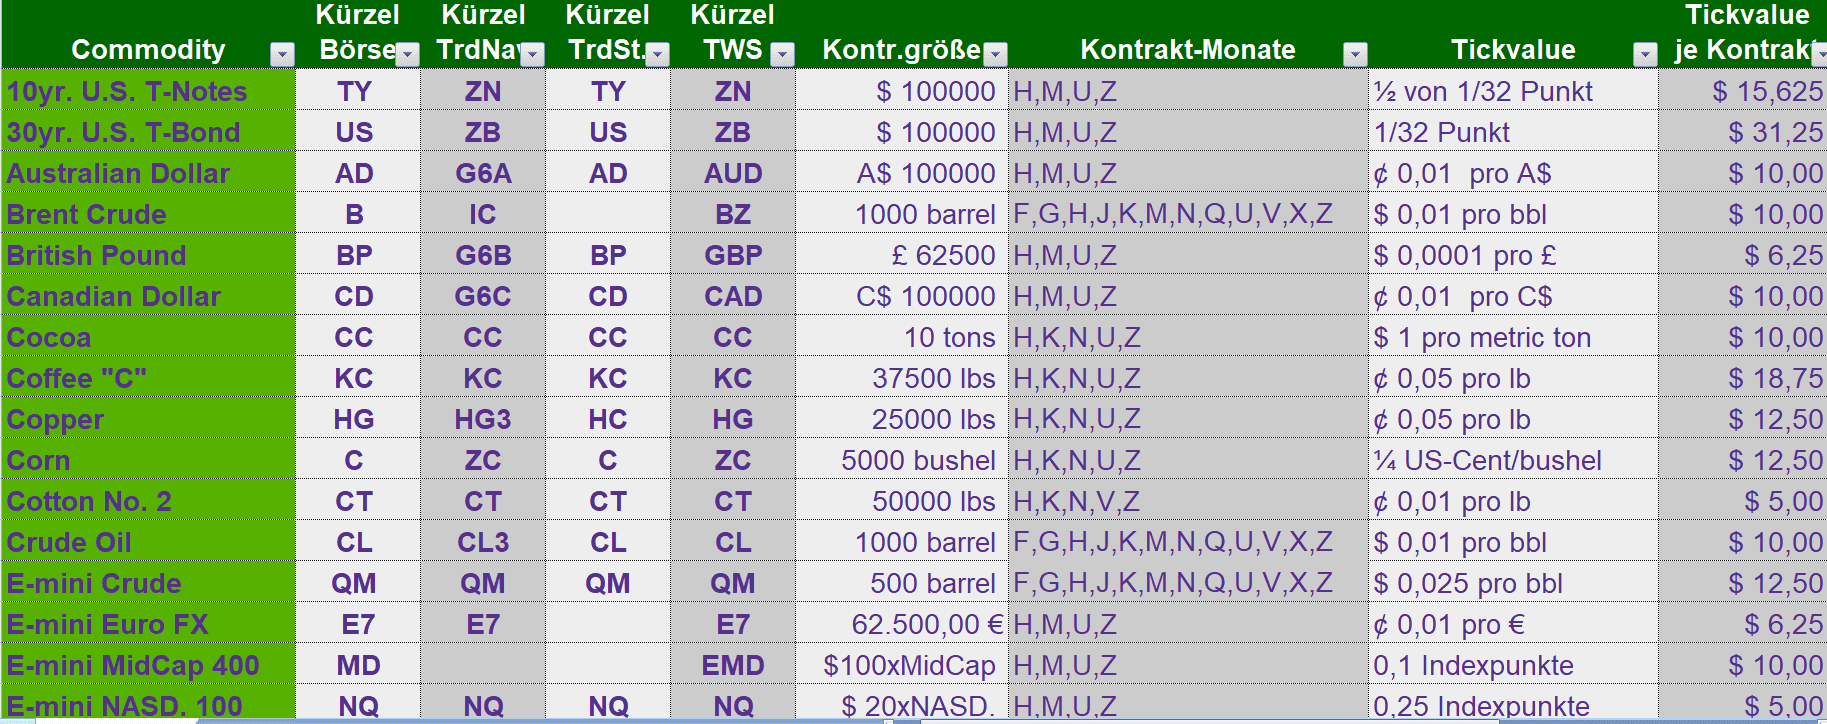 Commodity Kürzel Börse Kürzel TrdNav Kürzel TrdSt. Kürzel TWS Kontr.größe Kontrakt-Monate Tickvalue Tickvalue je Kontrakt
10yr. U.S. T-Notes TY ZN TY ZN $ 100000 H,M,U,Z ½ von 1/32 Punkt $ 15,625
30yr. U.S. T-Bond US ZB US ZB $ 100000 H,M,U,Z 1/32 Punkt $ 31,25
Australian Dollar AD G6A AD AUD A$ 100000 H,M,U,Z ¢ 0,01 pro A$ $ 10,00
Brent Crude B IC BZ 1000 barrel F,G,H,J,K,M,N,Q,U,V,X,Z $ 0,01 pro bbl $ 10,00
British Pound BP G6B BP GBP £ 62500 H,M,U,Z $ 0,0001 pro £ $ 6,25
Canadian Dollar CD G6C CD CAD C$ 100000 H,M,U,Z ¢ 0,01 pro C$ $ 10,00
Cocoa CC CC CC CC 10 tons H,K,N,U,Z $ 1 pro metric ton $ 10,00
Coffee "C" KC KC KC KC 37500 lbs H,K,N,U,Z ¢ 0,05 pro lb $ 18,75
Copper HG HG3 HC HG 25000 lbs H,K,N,U,Z ¢ 0,05 pro lb $ 12,50
Corn C ZC C ZC 5000 bushel H,K,N,U,Z ¼ US-Cent/bushel $ 12,50
Cotton No. 2 CT CT CT CT 50000 lbs H,K,N,V,Z ¢ 0,01 pro lb $ 5,00
Crude Oil CL CL3 CL CL 1000 barrel F,G,H,J,K,M,N,Q,U,V,X,Z $ 0,01 pro bbl $ 10,00
E-mini Crude QM QM QM QM 500 barrel F,G,H,J,K,M,N,Q,U,V,X,Z $ 0,025 pro bbl $ 12,50
E-mini Euro FX E7 E7 E7 62.500,00 € H,M,U,Z ¢ 0,01 pro € $ 6,25
E-mini MidCap 400 MD EMD $100xMidCap H,M,U,Z 0,1 Indexpunkte $ 10,00
E-mini NASD. 100 NQ NQ NQ NQ $ 20xNASD. H,M,U,Z 0,25 Indexpunkte $ 5,00